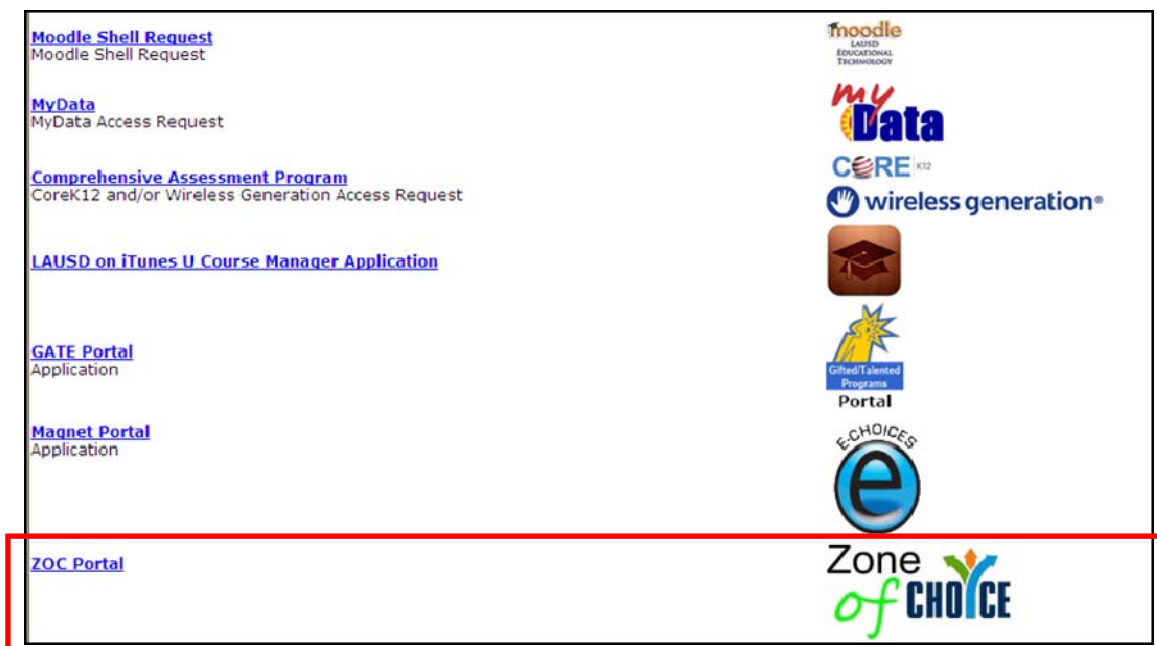 Moodle Shell Request
Moodle Shell Request
moodle
LAUSD
EDUCATIONAL
TECHNOLOGY
MyData
MyData Access Request
my
Data
Comprehensive Assessment Program
CoreK12 and/or Wireless Generation Access Request
CORE K12
wireless generation®
LAUSD on iTunes U Course Manager Application
GATE Portal
Application
Gifted/Talented
Programs
Portal
Magnet Portal
Application
E-CHOICES
e
ZOC Portal
Zone
of CHOICE